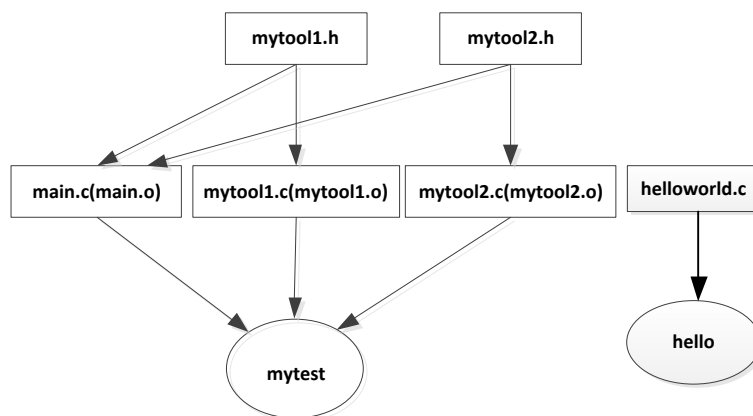 mytool1.h
mytool2.h
main.c(main.o)
mytool1.c(mytool1.o)
mytool2.c(mytool2.o)
helloworld.c
mytest
hello